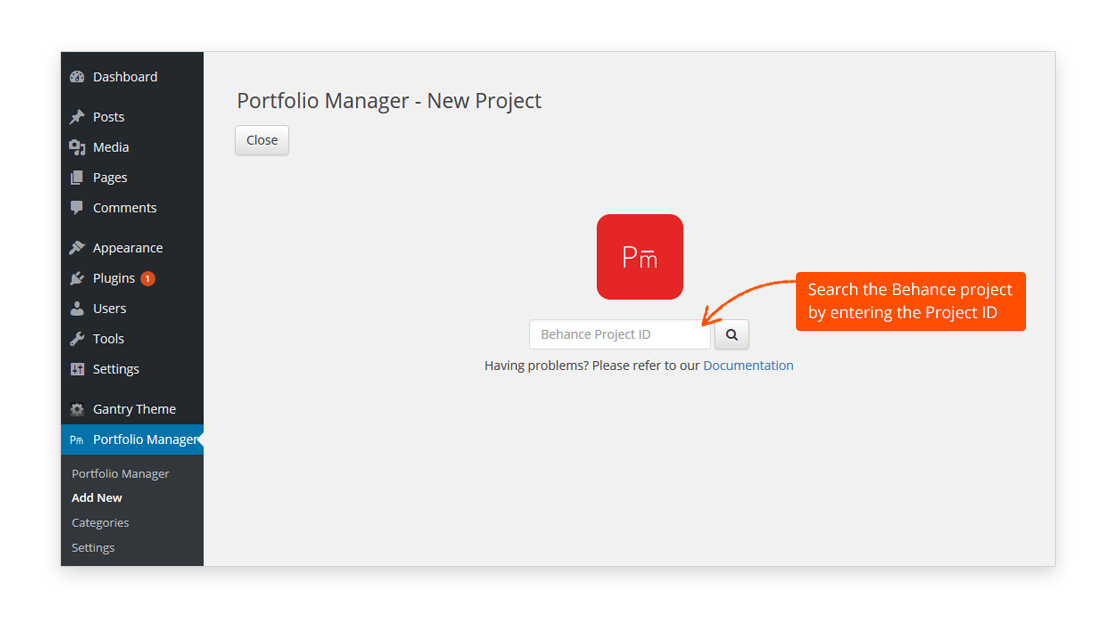 Dashboard
Posts
Media
Pages
Comments
Appearance
Plugins 1
Users
Tools
Settings
Gantry Theme
Pm Portfolio Manager
Portfolio Manager
Add New
Categories
Settings
Portfolio Manager - New Project
Close
Pm
Search the Behance project
by entering the Project ID
Behance Project ID
Having problems? Please refer to our Documentation